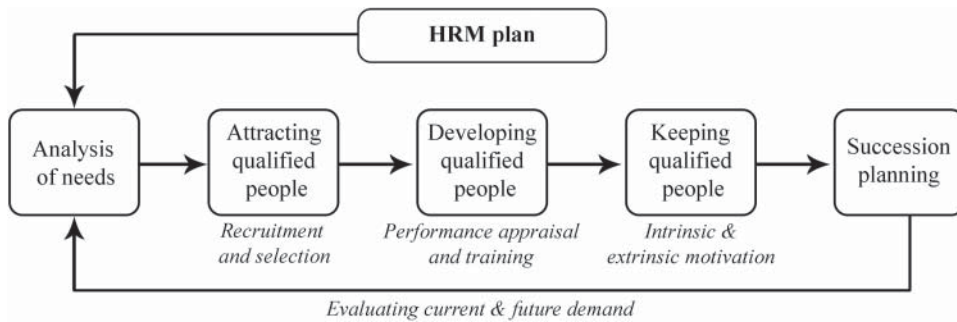 HRM plan
Analysis
of needs
Attracting
qualified
people
Developing
qualified
people
Keeping
qualified
people
Succession
planning
Recruitment
and selection
Performance appraisal
and training
Intrinsic &
extrinsic motivation
Evaluating current & future demand